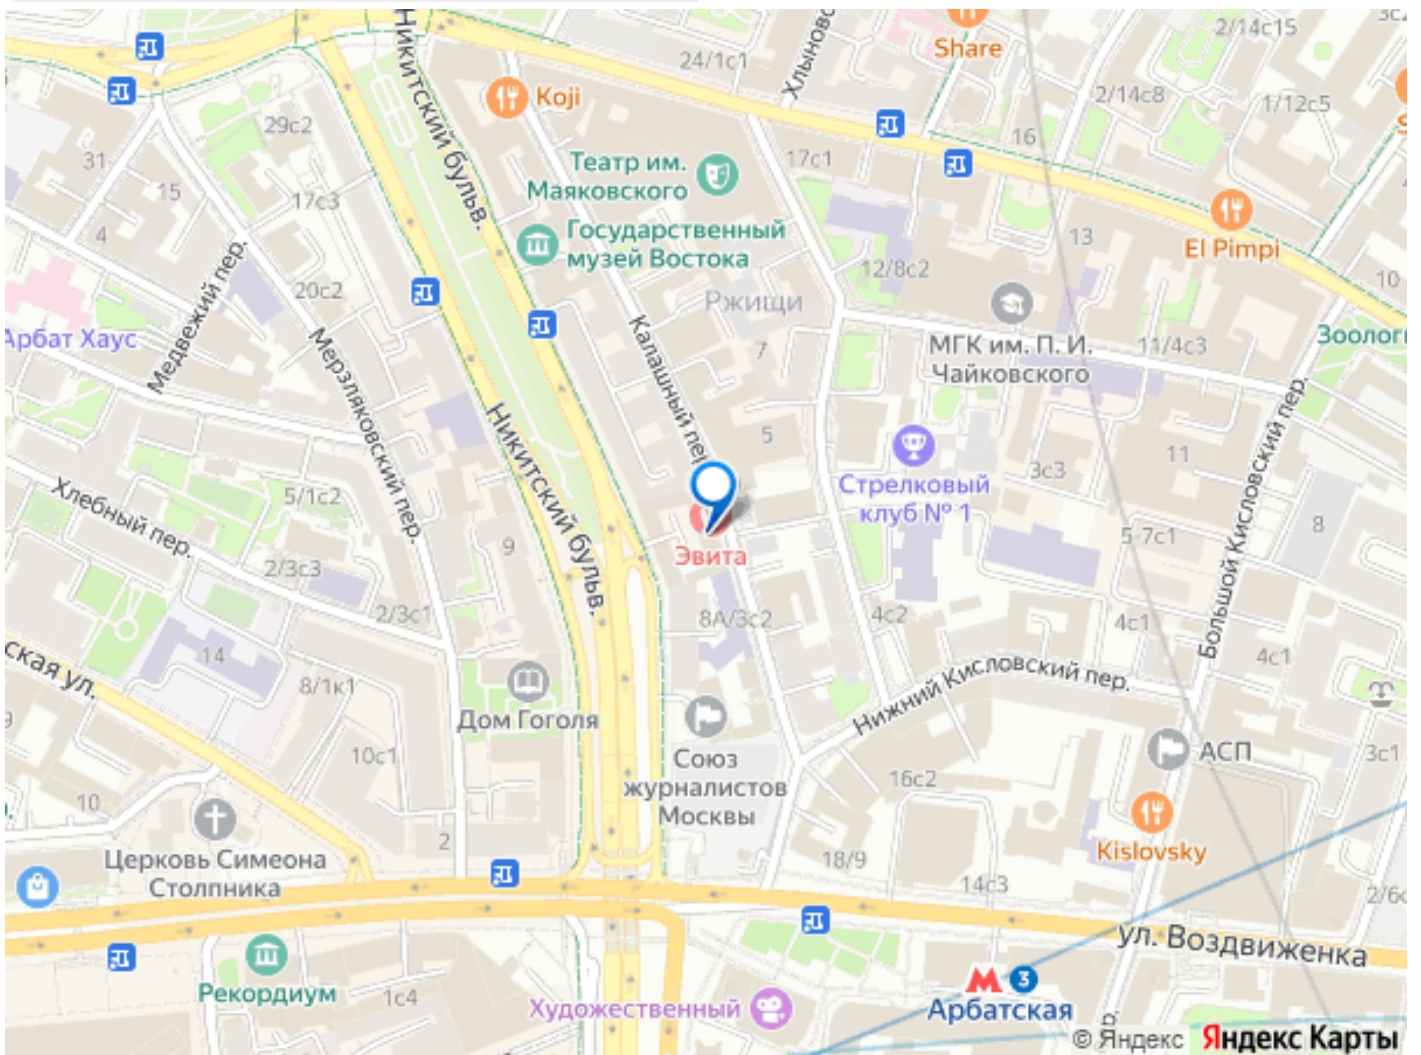 Share
24/1с1
2/14с15
Хлыновс
Никитский бульв.
Koji
2/14с8
1/12с5
29с2
16
31
Театр им.
Маяковского
17с1
15
17с3
Государственный
музей Востока
4
13
El Pimpi
12/8с2
10
20с2
Медвежий пер.
Ржищи
Арбат Хаус
Мерзляковский пер.
Калашный пер
7
МГК им. П. И.
Чайковского
11/4с3
Зоологи
Никитский бульв.
5
11
3с3
Большой Кисловский пер.
5/1с2
Хлебный пер.
Стрелковый
клуб № 1
8
9
Эвита
5-7с1
2/3с3
2/3с1
8А/3с2
4с2
4с1
14
4с1
ская ул.
8/1к1
Нижний Кисловский пер.
Дом Гоголя
9
10с1
Союз
журналистов
Москвы
АСП
3с1
16с2
10
2
Kislovsky
Церковь Симеона
Столпника
18/9
14с3
2/6с
ул. Воздвиженка
Рекордиум
1с4
Художественный
М 3
Арбатская
© Яндекс Яндекс Карты